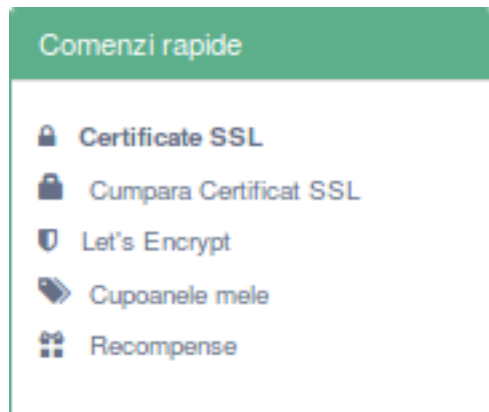 Comenzi rapide
Certificate SSL
Cumpara Certificat SSL
Let's Encrypt
Cupoanele mele
Recompense